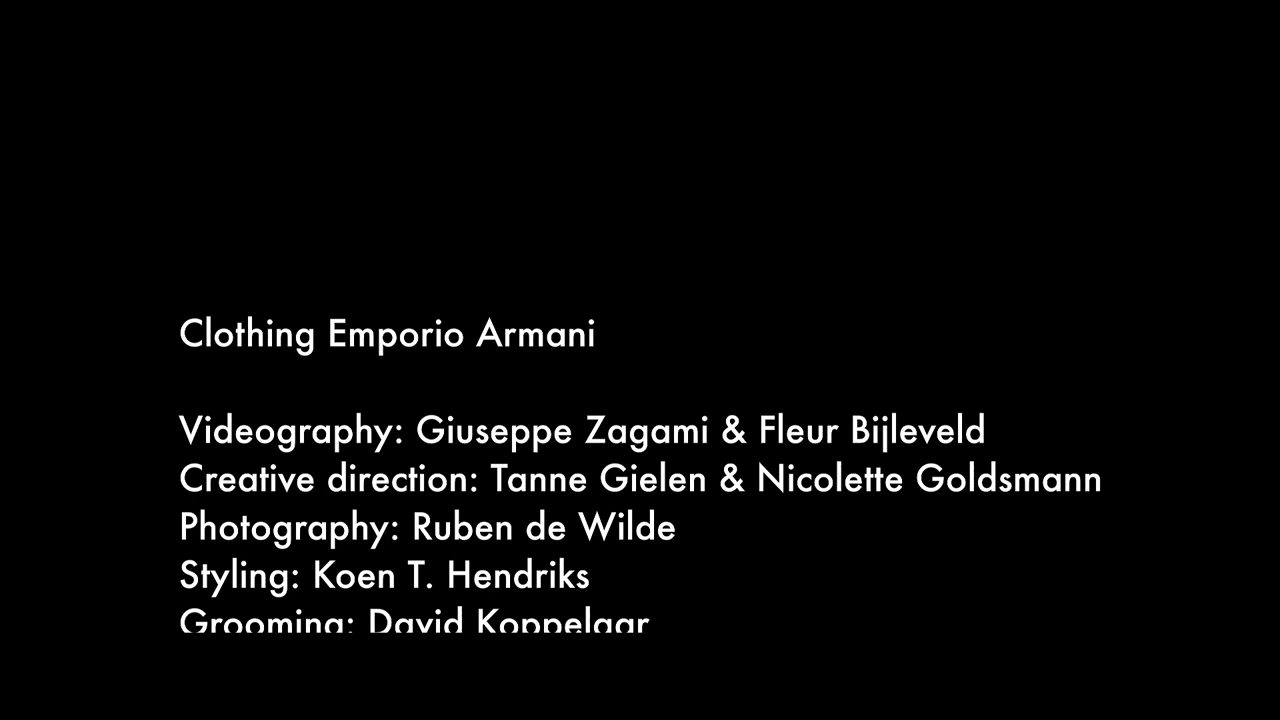 Clothing Emporio Armani
Videography: Giuseppe Zagami & Fleur Bijleveld
Creative direction: Tanne Gielen & Nicolette Goldsmann
Photography: Ruben de Wilde
Styling: Koen T. Hendriks
Grooming: David Koppelaar